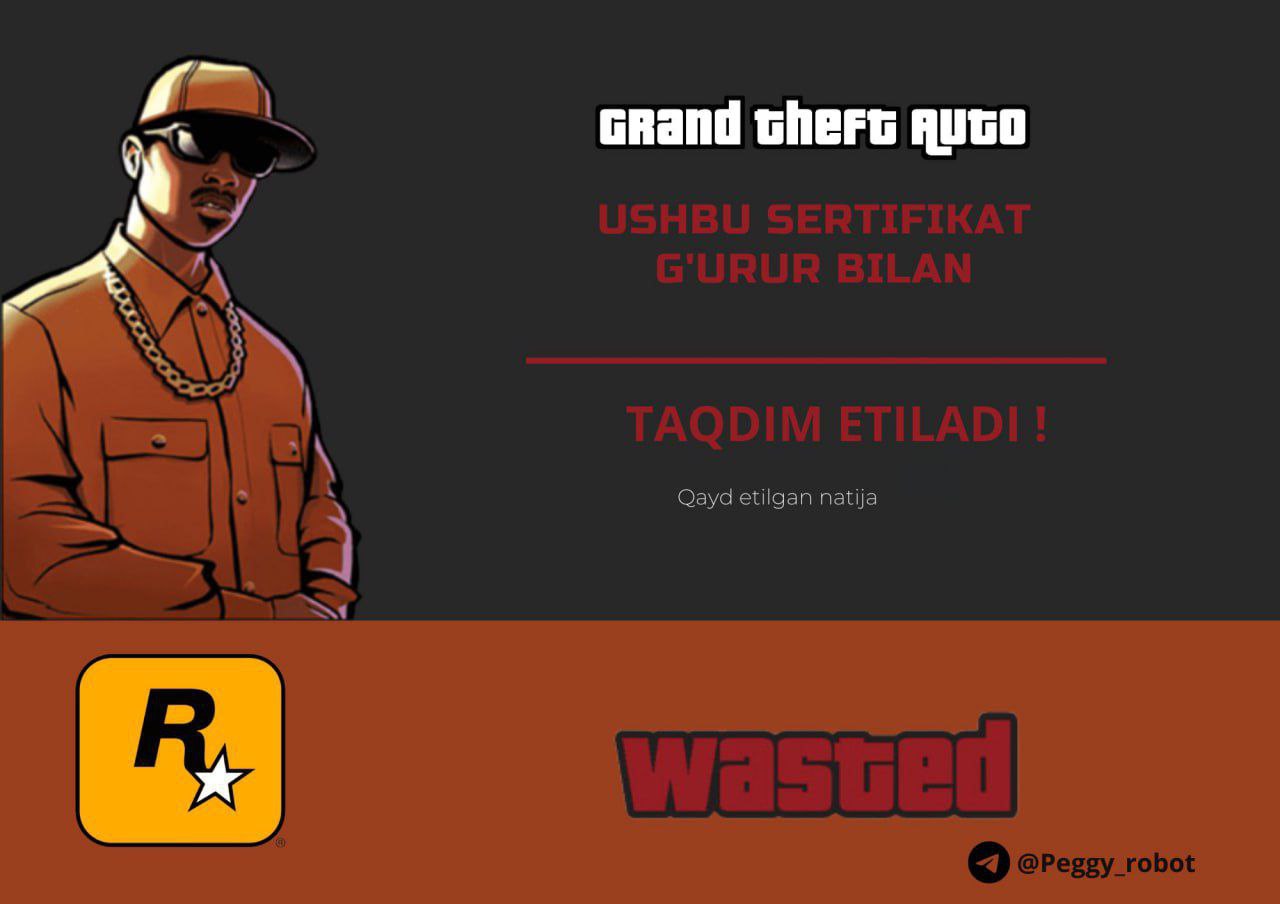 GRand theft Auto
USHBU SERTIFIKAT
G'URUR BILAN
TAQDIM ETILADI !
Qayd etilgan natija
R
®
wasted
@Peggy_robot